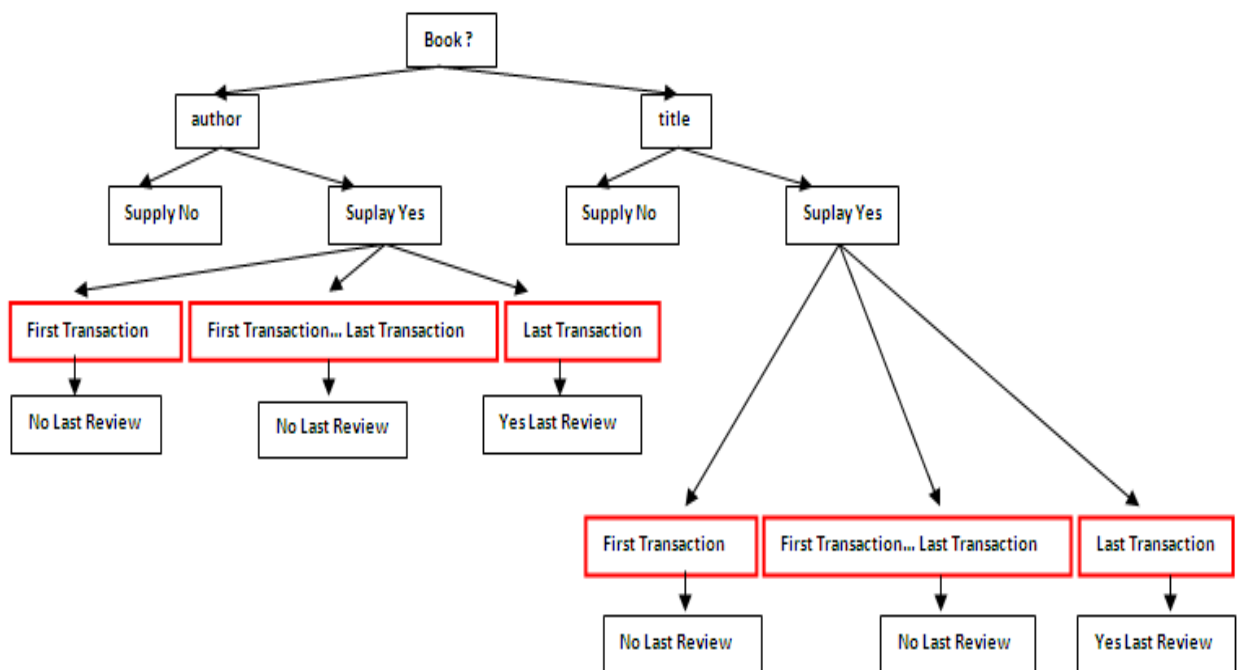 Book ?
author
title
Supply No
Suplay Yes
Supply No
Suplay Yes
First Transaction
First Transaction... Last Transaction
Last Transaction
No Last Review
No Last Review
Yes Last Review
First Transaction
First Transaction... Last Transaction
Last Transaction
No Last Review
No Last Review
Yes Last Review